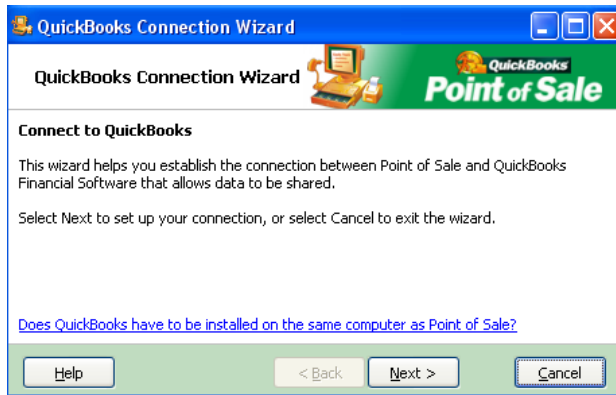 QuickBooks Connection Wizard
QuickBooks Connection Wizard
QuickBooks
Point of Sale
Connect to QuickBooks
This wizard helps you establish the connection between Point of Sale and QuickBooks
Financial Software that allows data to be shared.
Select Next to set up your connection, or select Cancel to exit the wizard.
Does QuickBooks have to be installed on the same computer as Point of Sale?
Help
< Back
Next >
Cancel